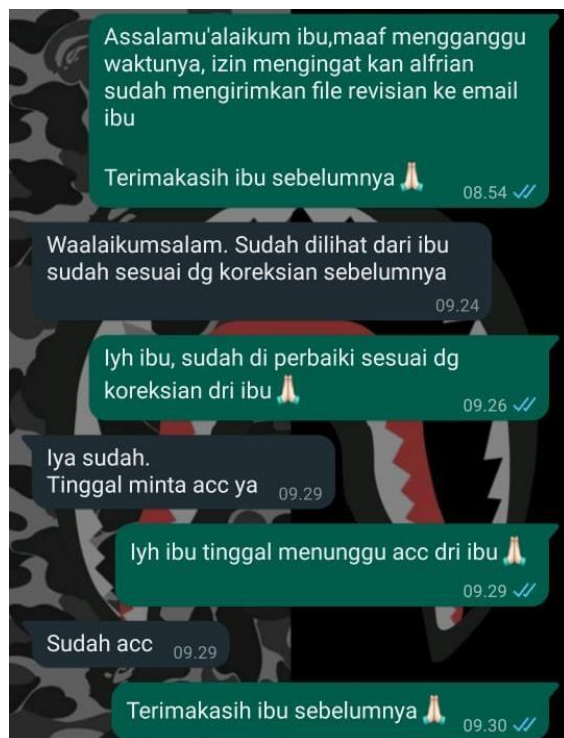 Assalamu'alaikum ibu,maaf mengganggu
waktunya, izin mengingat kan alfrian
sudah mengirimkan file revisian ke email
ibu
Terimakasih ibu sebelumnya 🙏🏻
08.54
Waalaikumsalam. Sudah dilihat dari ibu
sudah sesuai dg koreksian sebelumnya
09.24
Iyh ibu, sudah di perbaiki sesuai dg
koreksian dri ibu 🙏🏻
09.26
Iya sudah.
Tinggal minta acc ya 09.29
Iyh ibu tinggal menunggu acc dri ibu 🙏🏻
09.29
Sudah acc 09.29
Terimakasih ibu sebelumnya 🙏🏻 09.30